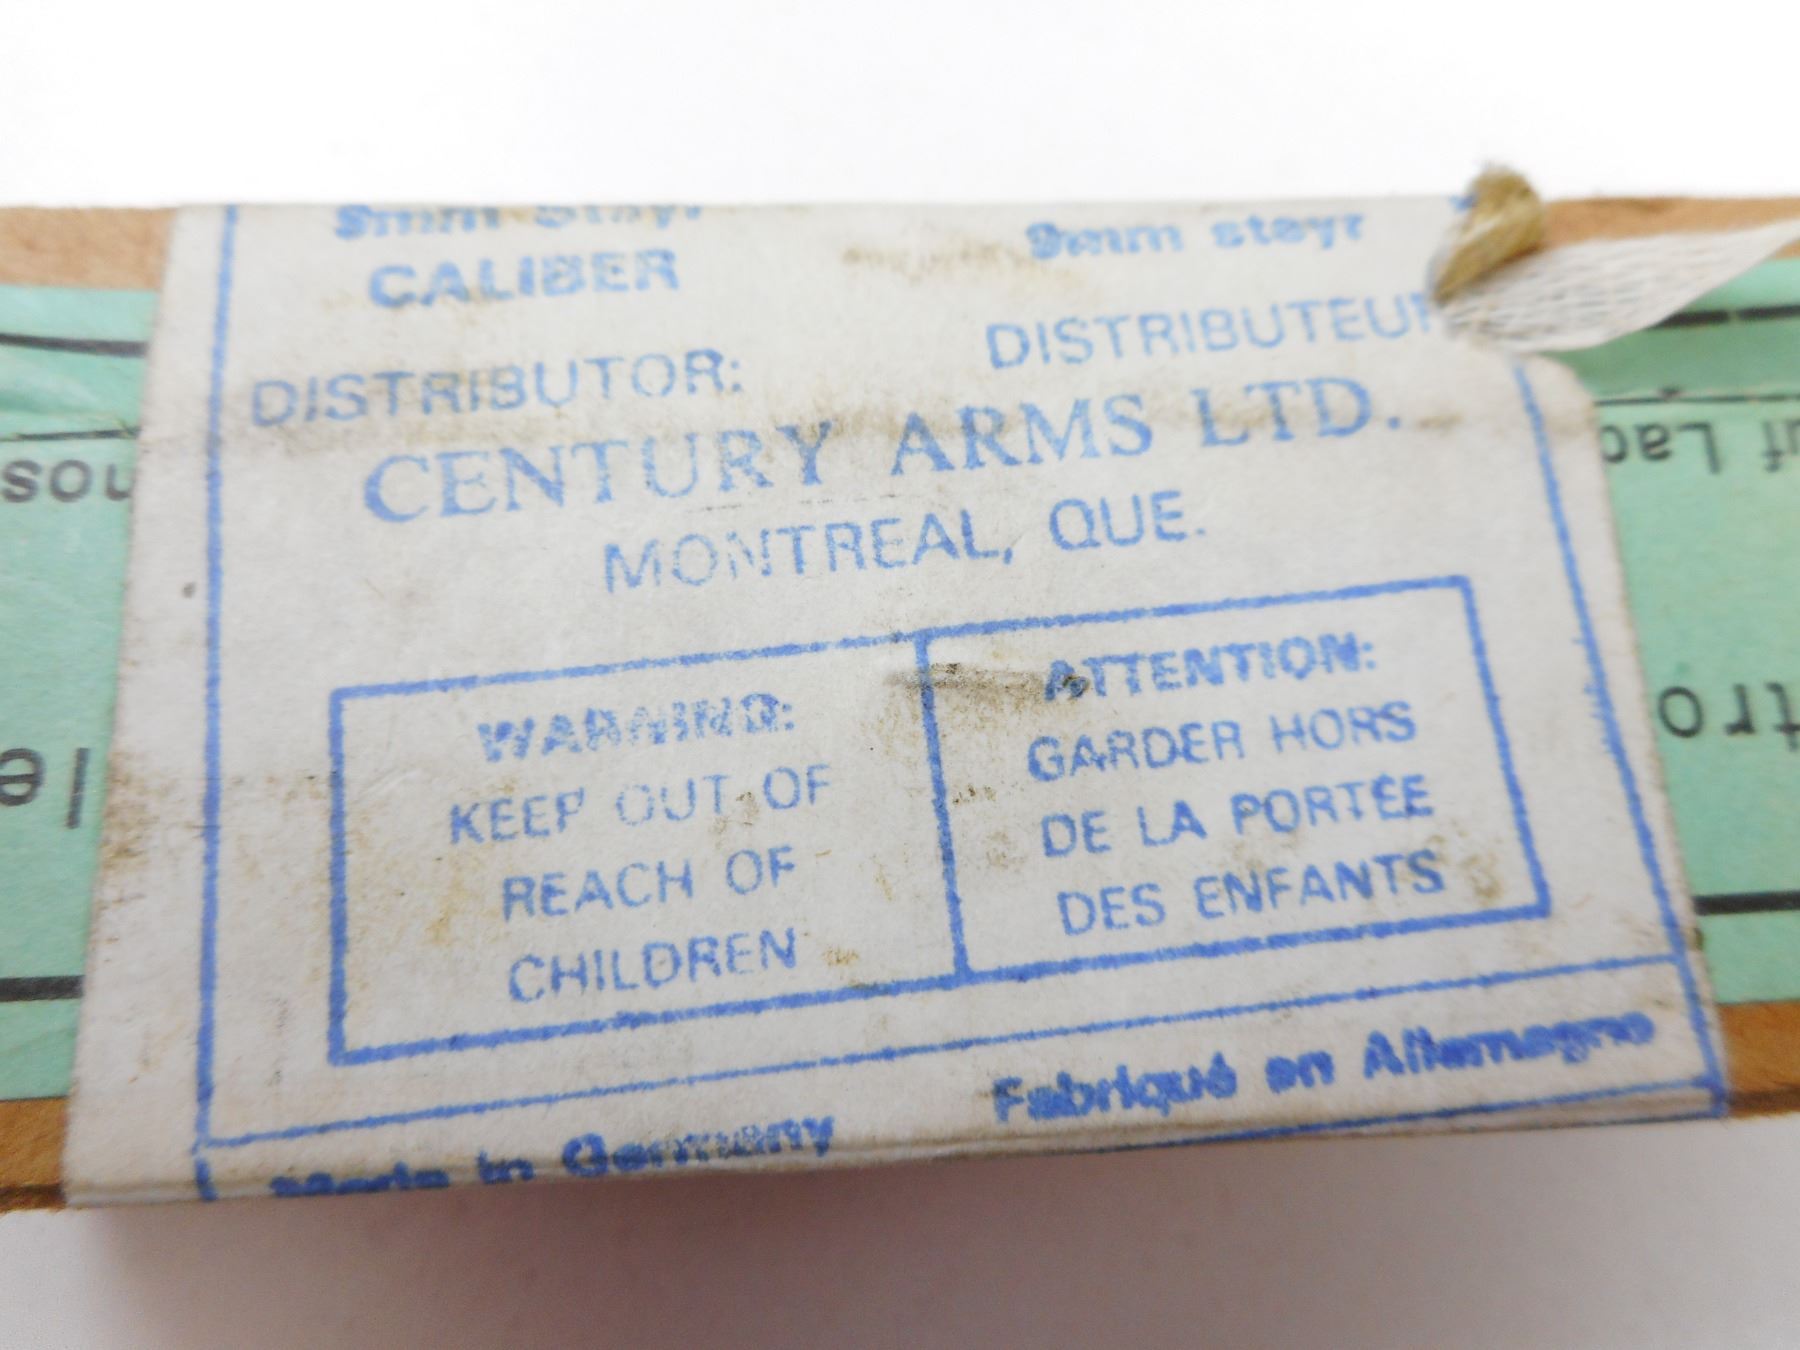 9mm Steyr 9mm steyr
CALIBER
DISTRIBUTOR: DISTRIBUTEUR
CENTURY ARMS LTD.
MONTREAL, QUE.
WARNING:
KEEP OUT OF
REACH OF
CHILDREN
ATTENTION:
GARDER HORS
DE LA PORTÉE
DES ENFANTS
Made in Germany Fabriqué en Allemagne